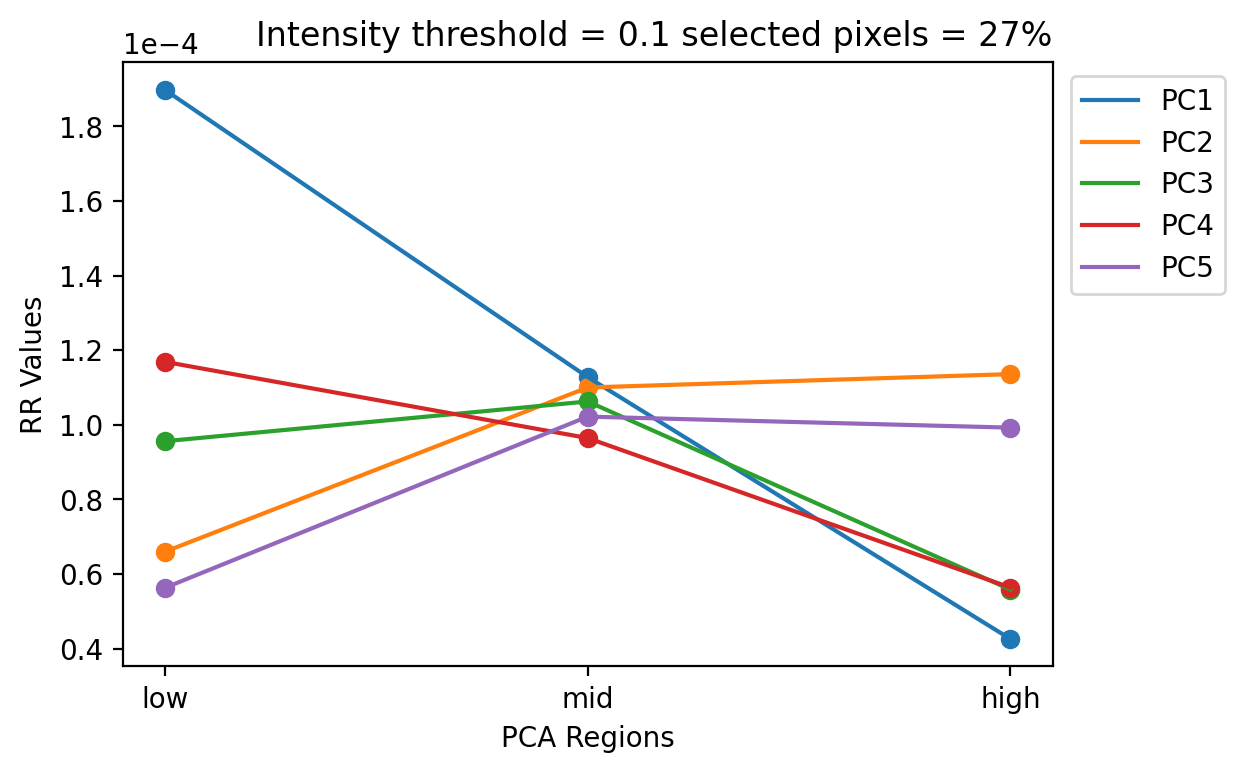 Intensity threshold = 0.1 selected pixels = 27%
1e−4
1.8
1.6
1.4
1.2
1.0
0.8
0.6
0.4
RR Values
low
mid
high
PCA Regions
PC1
PC2
PC3
PC4
PC5